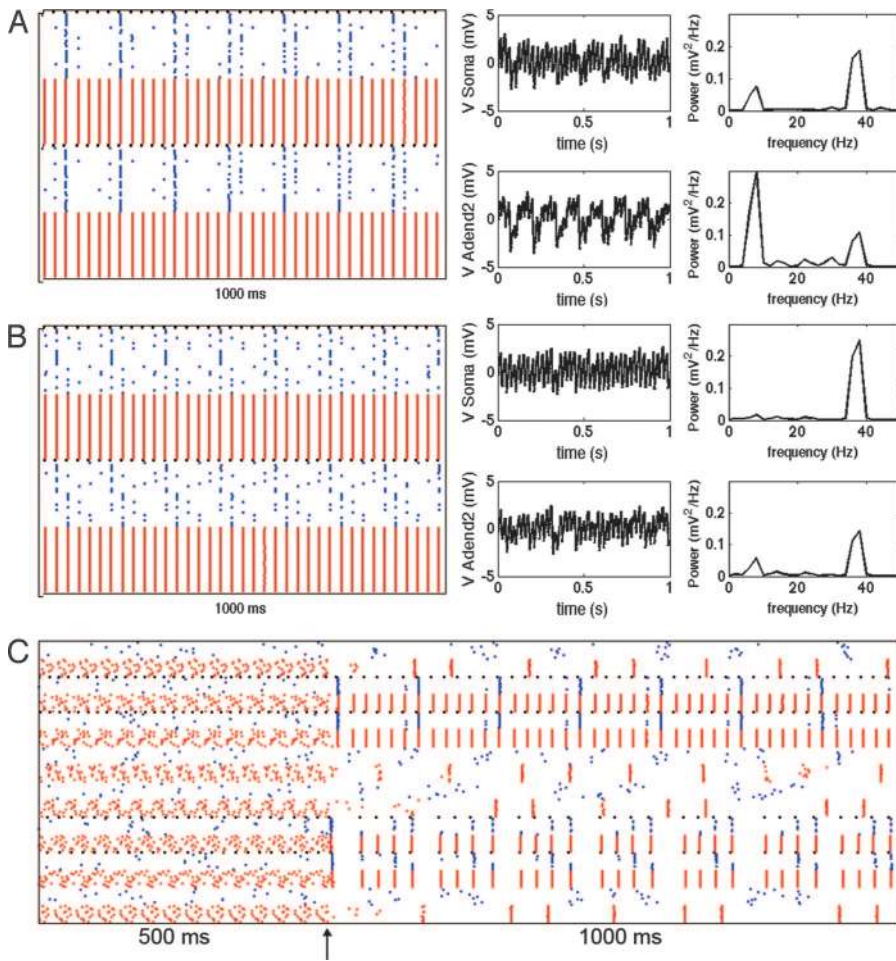 A
1000 ms
V Soma (mV)
5
0
-5
0 0.5 1
time (s)
Power (mV²/Hz)
0.2
0.1
0
0 20 40
frequency (Hz)
V Adend2 (mV)
5
0
-5
0 0.5 1
time (s)
Power (mV²/Hz)
0.2
0.1
0
0 20 40
frequency (Hz)
B
1000 ms
V Soma (mV)
5
0
-5
0 0.5 1
time (s)
Power (mV²/Hz)
0.2
0.1
0
0 20 40
frequency (Hz)
V Adend2 (mV)
5
0
-5
0 0.5 1
time (s)
Power (mV²/Hz)
0.2
0.1
0
0 20 40
frequency (Hz)
C
500 ms 1000 ms